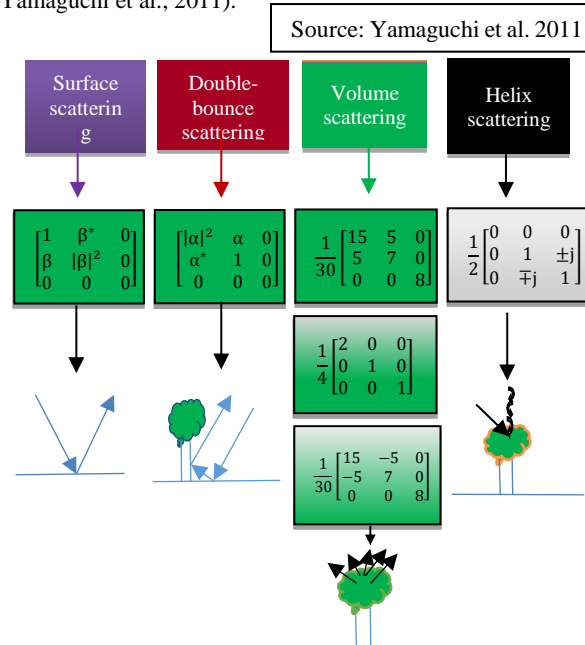 Yamaguchi et al., 2011).
Source: Yamaguchi et al. 2011
Surface
scatterin
g
Double-
bounce
scattering
Volume
scattering
Helix
scattering
[1 β* 0
β |β|² 0
0 0 0]
[|α|² α 0
α* 1 0
0 0 0]
1/30 [15 5 0
5 7 0
0 0 8]
1/2 [0 0 0
0 1 ±j
0 ∓j 1]
1/4 [2 0 0
0 1 0
0 0 1]
1/30 [15 −5 0
−5 7 0
0 0 8]